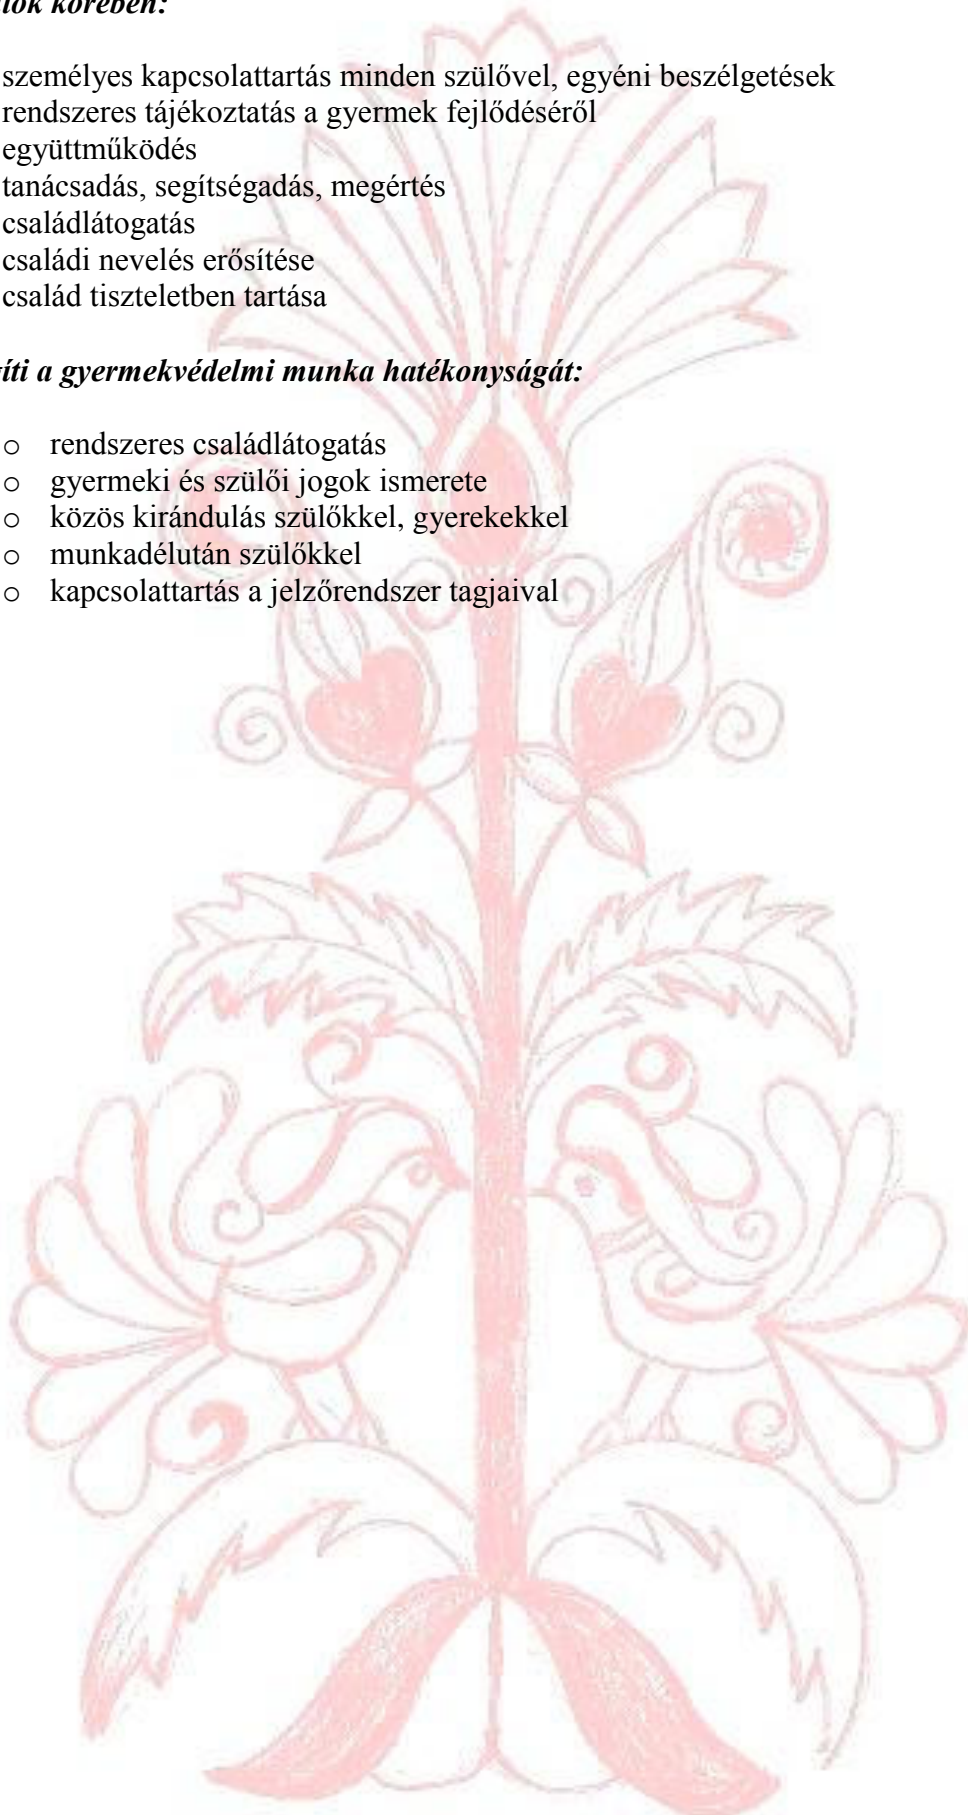 körében:
személyes kapcsolattartás minden szülővel, egyéni beszélgetések
rendszeres tájékoztatás a gyermek fejlődéséről
együttműködés
tanácsadás, segítségadás, megértés
családlátogatás
családi nevelés erősítése
család tiszteletben tartása
a gyermekvédelmi munka hatékonyságát:
o rendszeres családlátogatás
o gyermeki és szülői jogok ismerete
o közös kirándulás szülőkkel, gyerekekkel
o munkadélután szülőkkel
o kapcsolattartás a jelzőrendszer tagjaival